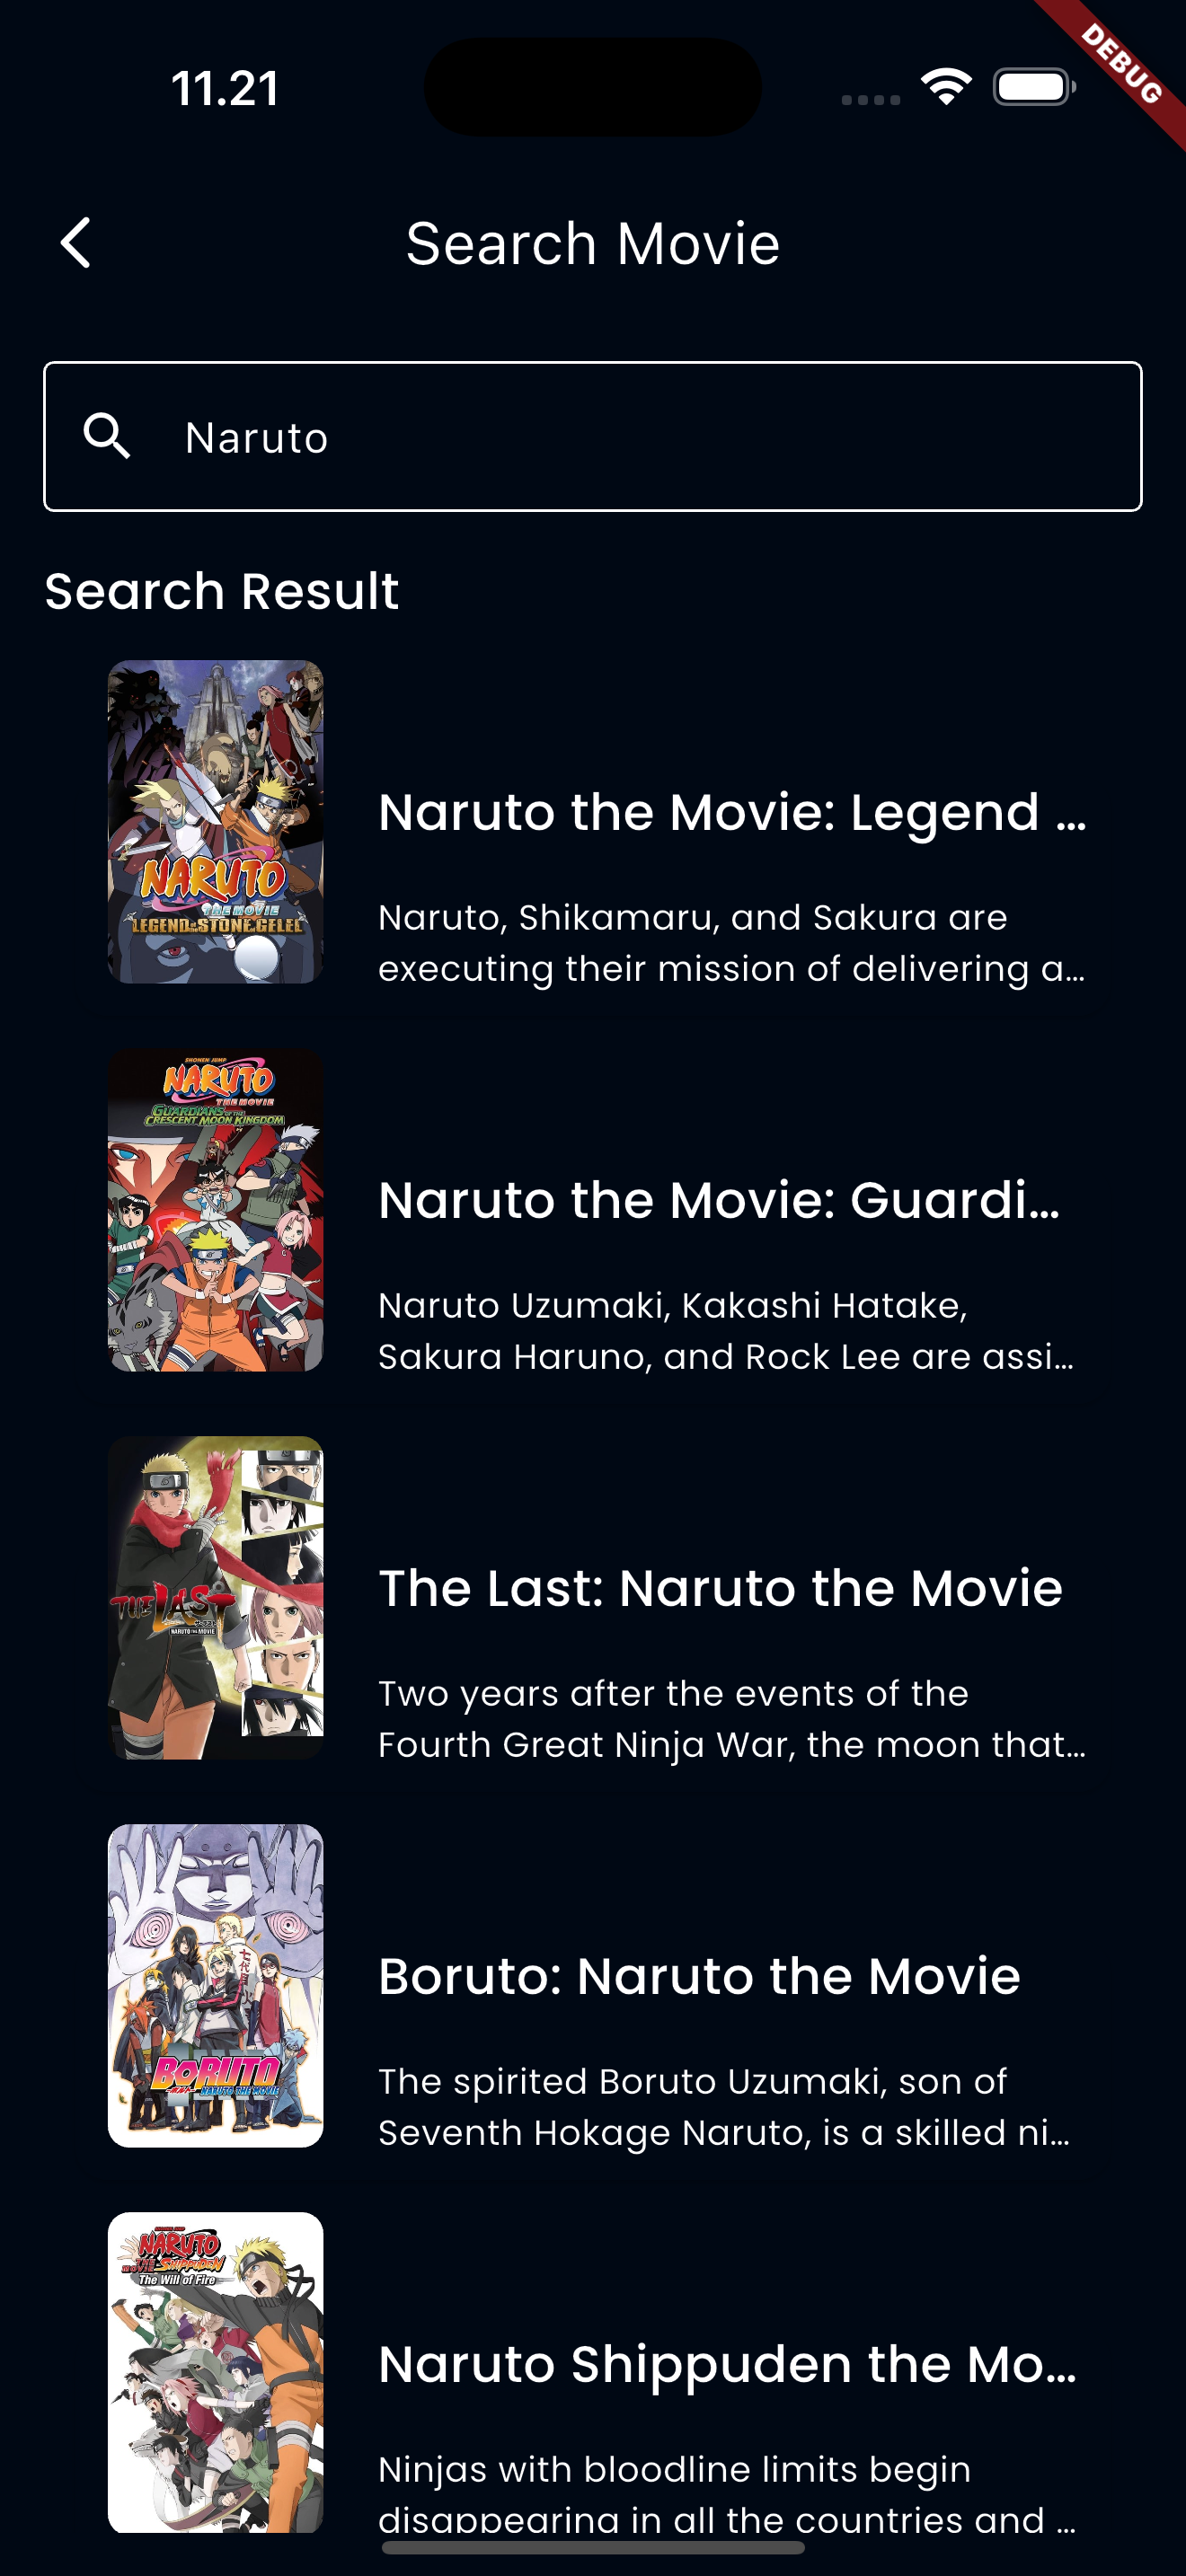 11.21
DEBUG
Search Movie
Naruto
Search Result
NARUTO
THE MOVIE
LEGEND OF THE STONE OF GELEL
Naruto the Movie: Legend ...
Naruto, Shikamaru, and Sakura are
executing their mission of delivering a...
SHONEN JUMP
NARUTO
THE MOVIE
GUARDIANS OF THE
CRESCENT MOON KINGDOM
Naruto the Movie: Guardi...
Naruto Uzumaki, Kakashi Hatake,
Sakura Haruno, and Rock Lee are assi...
THE LAST
NARUTO THE MOVIE
The Last: Naruto the Movie
Two years after the events of the
Fourth Great Ninja War, the moon that...
七代目
BORUTO
NARUTO THE MOVIE
Boruto: Naruto the Movie
The spirited Boruto Uzumaki, son of
Seventh Hokage Naruto, is a skilled ni...
NARUTO
THE MOVIE SHIPPUDEN
The Will of Fire
Naruto Shippuden the Mo...
Ninjas with bloodline limits begin
disappearing in all the countries and ...